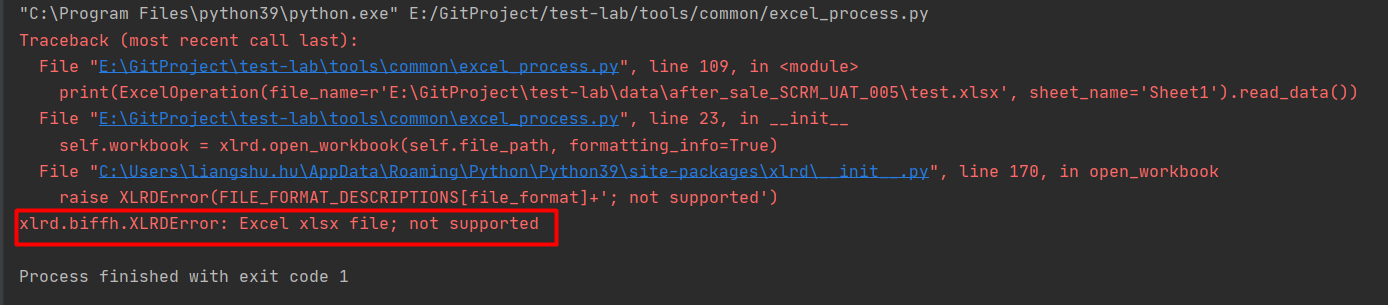 "C:\Program Files\python39\python.exe" E:/GitProject/test-lab/tools/common/excel_process.py
Traceback (most recent call last):
  File "E:\GitProject\test-lab\tools\common\excel_process.py", line 109, in <module>
    print(ExcelOperation(file_name=r'E:\GitProject\test-lab\data\after_sale_SCRM_UAT_005\test.xlsx', sheet_name='Sheet1').read_data())
  File "E:\GitProject\test-lab\tools\common\excel_process.py", line 23, in __init__
    self.workbook = xlrd.open_workbook(self.file_path, formatting_info=True)
  File "C:\Users\liangshu.hu\AppData\Roaming\Python\Python39\site-packages\xlrd\__init__.py", line 170, in open_workbook
    raise XLRDError(FILE_FORMAT_DESCRIPTIONS[file_format]+'; not supported')
xlrd.biffh.XLRDError: Excel xlsx file; not supported
Process finished with exit code 1